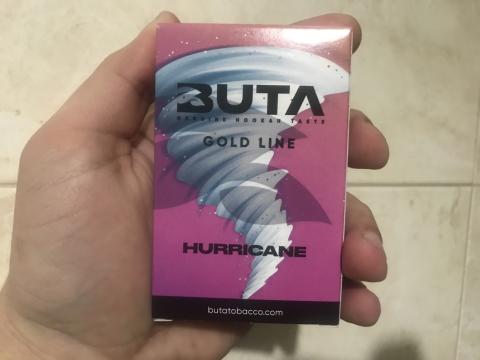 BUTA
GENUINE HOOKAH TASTE
GOLD LINE
HURRICANE
butatobacco.com